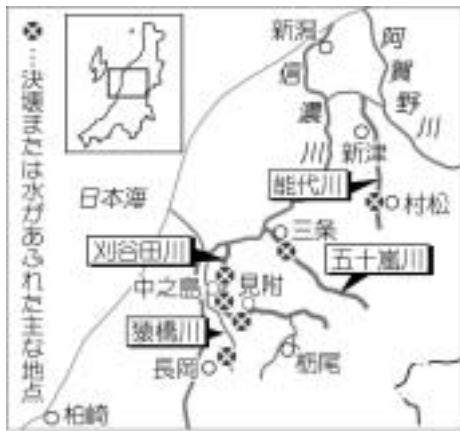 …決壊または水があふれた主な地点
新潟
阿賀野川
信濃川
新津
能代川
村松
日本海
三条
刈谷田川
五十嵐川
中之島
見附
猿橋川
長岡
栃尾
柏崎